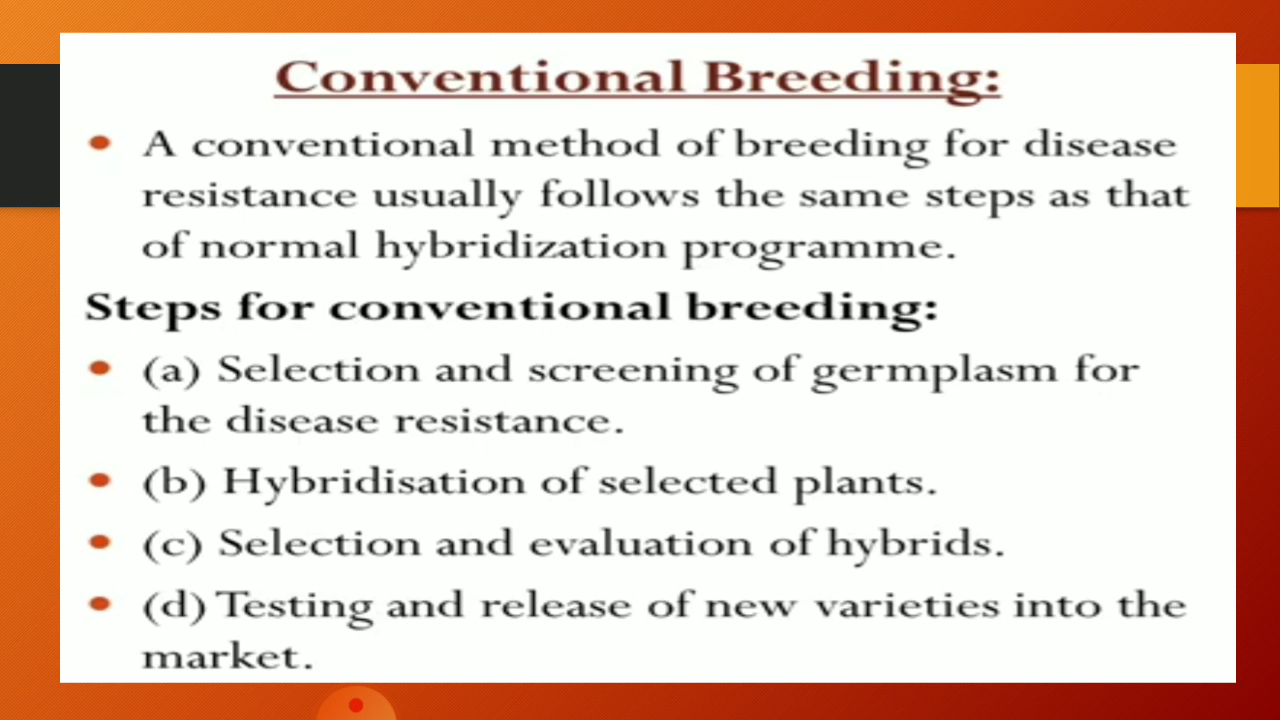 Conventional Breeding:
• A conventional method of breeding for disease
resistance usually follows the same steps as that
of normal hybridization programme.
Steps for conventional breeding:
• (a) Selection and screening of germplasm for
the disease resistance.
• (b) Hybridisation of selected plants.
• (c) Selection and evaluation of hybrids.
• (d) Testing and release of new varieties into the
market.